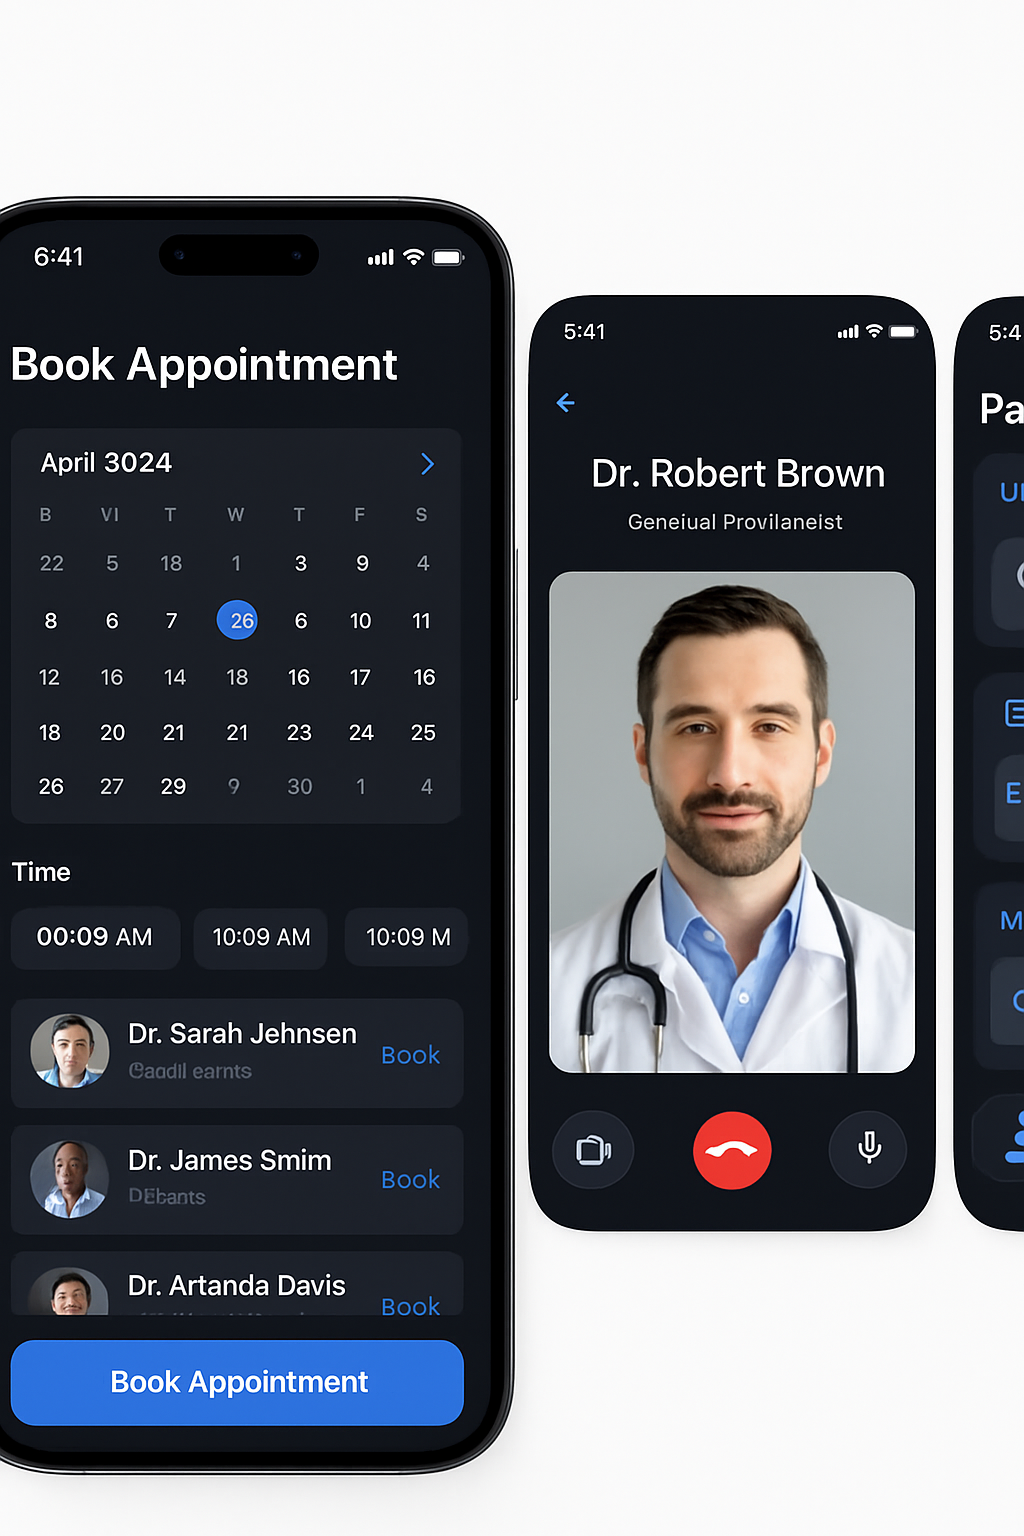 6:41
Book Appointment
April 3024
B VI T W T F S
22 5 18 1 3 9 4
8 6 7 26 6 10 11
12 16 14 18 16 17 16
18 20 21 21 23 24 25
26 27 29 9 30 1 4
Time
00:09 AM 10:09 AM 10:09 M
Dr. Sarah Jehnsen
earnts
Book
Dr. James Smim
Book
Dr. Artanda Davis
Book
Book Appointment
5:41
Dr. Robert Brown
Geneiual Provilaneist
5:4
Pa
E
M